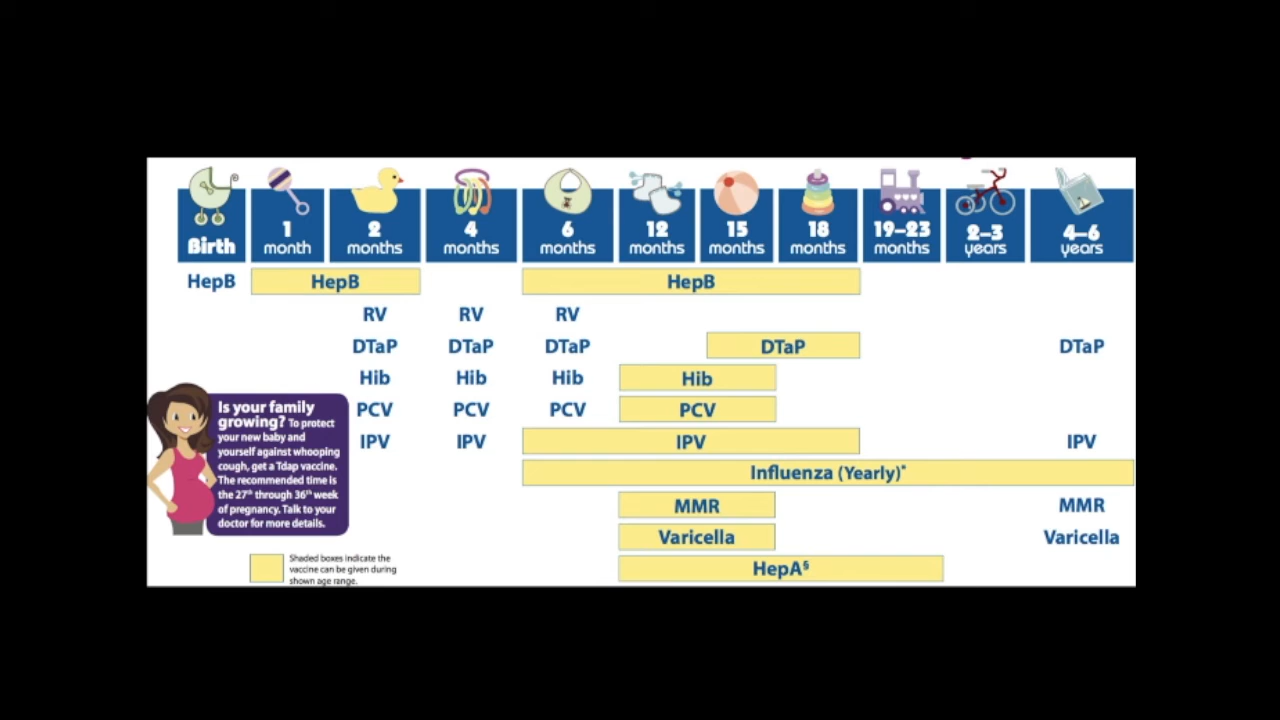 Birth
1 month
2 months
4 months
6 months
12 months
15 months
18 months
19–23 months
2–3 years
4–6 years
HepB HepB HepB
RV RV RV
DTaP DTaP DTaP DTaP DTaP
Hib Hib Hib Hib
PCV PCV PCV PCV
IPV IPV IPV IPV
Influenza (Yearly)*
MMR MMR
Varicella Varicella
HepA§
Is your family
growing? To protect
your new baby and
yourself against whooping
cough, get a Tdap vaccine.
The recommended time is
the 27th through 36th week
of pregnancy. Talk to your
doctor for more details.
Shaded boxes indicate the
vaccine can be given during
shown age range.